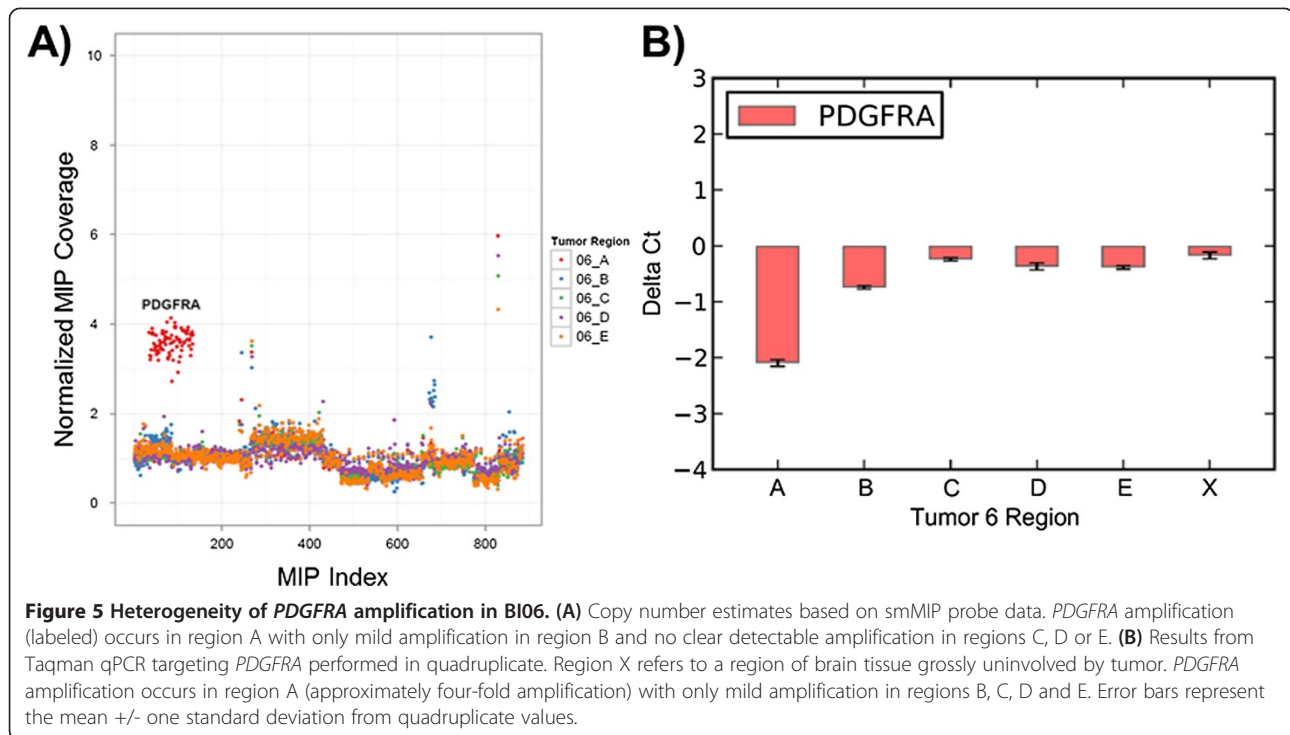 A)
10
8
6
4
2
0
Normalized MIP Coverage
PDGFRA
200
400
600
800
MIP Index
Tumor Region
06_A
06_B
06_C
06_D
06_E
B)
3
2
1
0
−1
−2
−3
−4
Delta Ct
PDGFRA
A B C D E X
Tumor 6 Region
Figure 5 Heterogeneity of PDGFRA amplification in BI06. (A) Copy number estimates based on smMIP probe data. PDGFRA amplification
(labeled) occurs in region A with only mild amplification in region B and no clear detectable amplification in regions C, D or E. (B) Results from
Taqman qPCR targeting PDGFRA performed in quadruplicate. Region X refers to a region of brain tissue grossly uninvolved by tumor. PDGFRA
amplification occurs in region A (approximately four-fold amplification) with only mild amplification in regions B, C, D and E. Error bars represent
the mean +/- one standard deviation from quadruplicate values.